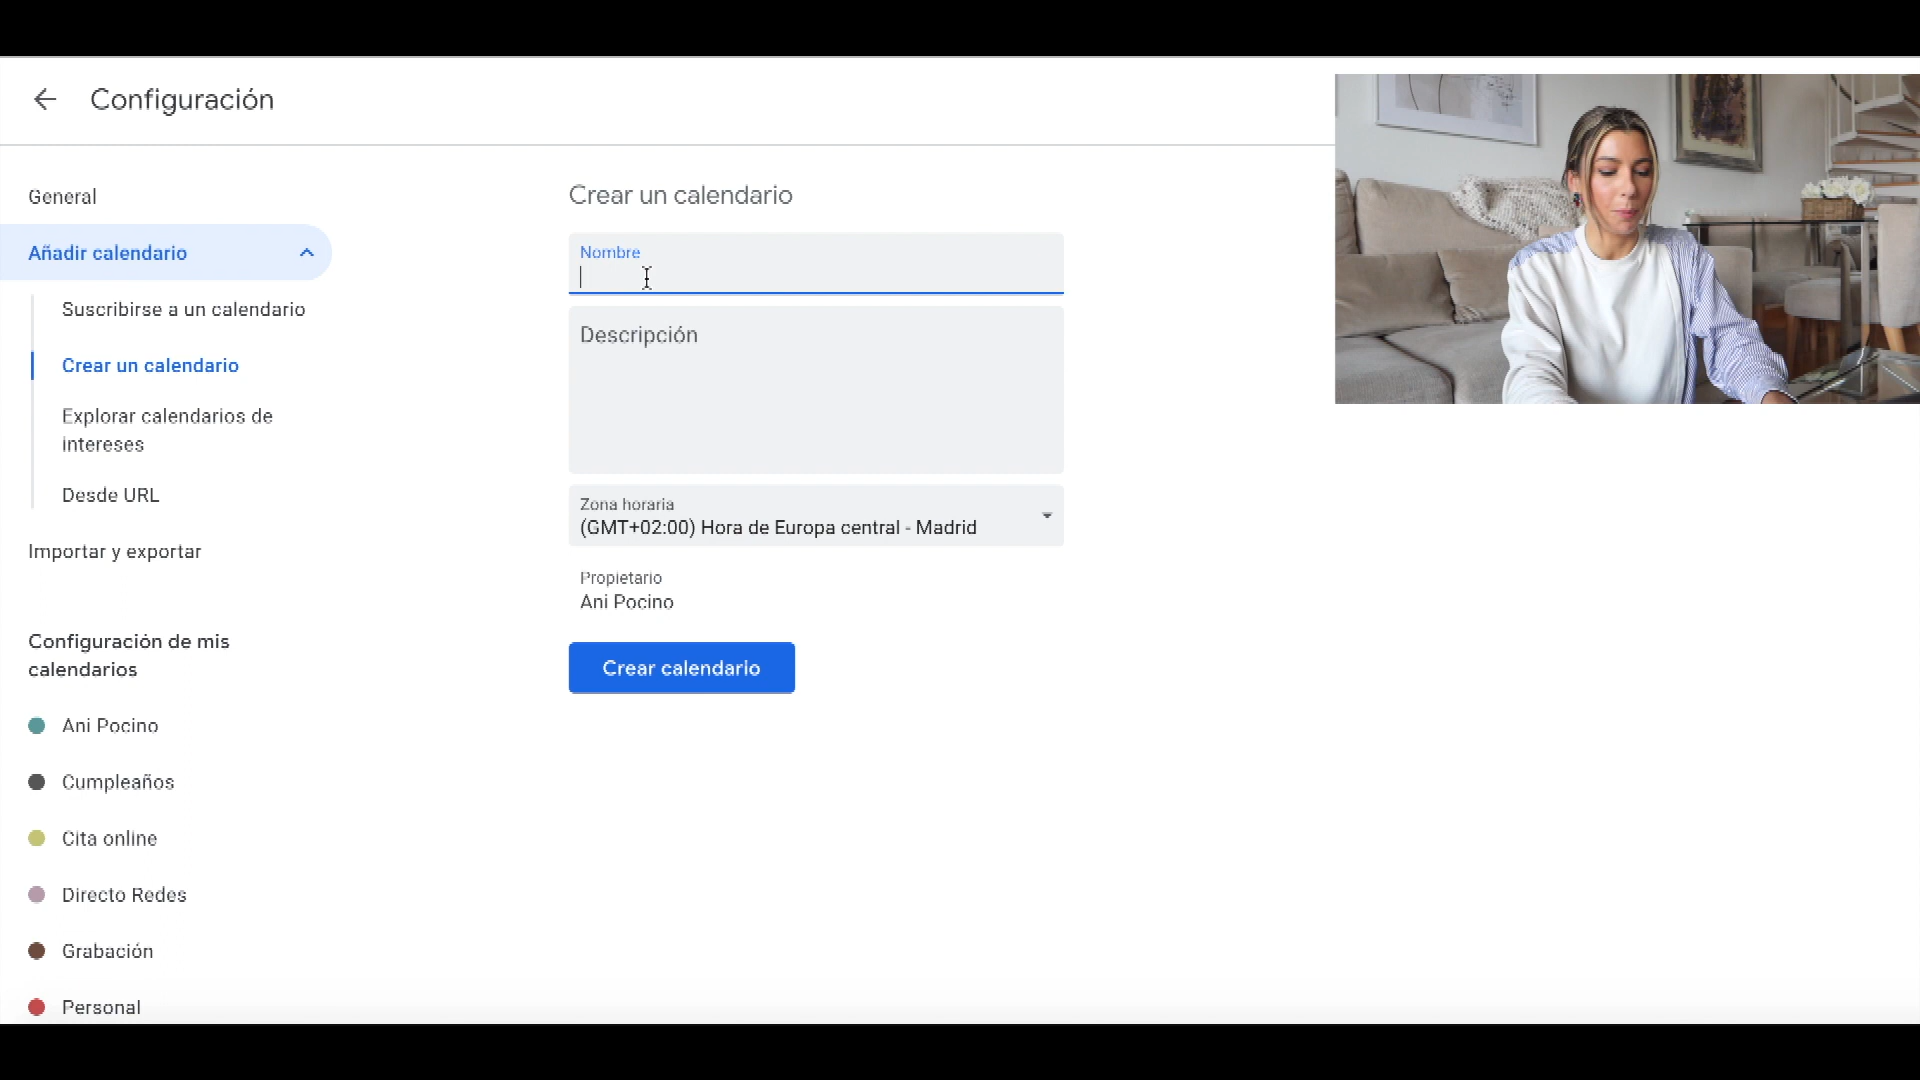 Configuración
General
Añadir calendario
Suscribirse a un calendario
Crear un calendario
Explorar calendarios de
intereses
Desde URL
Importar y exportar
Configuración de mis
calendarios
Ani Pocino
Cumpleaños
Cita online
Directo Redes
Grabación
Personal
Crear un calendario
Nombre
Descripción
Zona horaria
(GMT+02:00) Hora de Europa central - Madrid
Propietario
Ani Pocino
Crear calendario